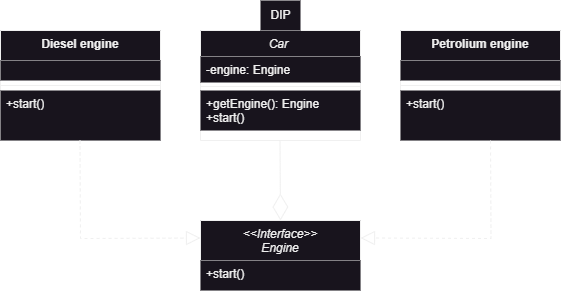 DIP
Diesel engine
+start()
Car
-engine: Engine
+getEngine(): Engine
+start()
Petrolium engine
+start()
<<Interface>>
Engine
+start()